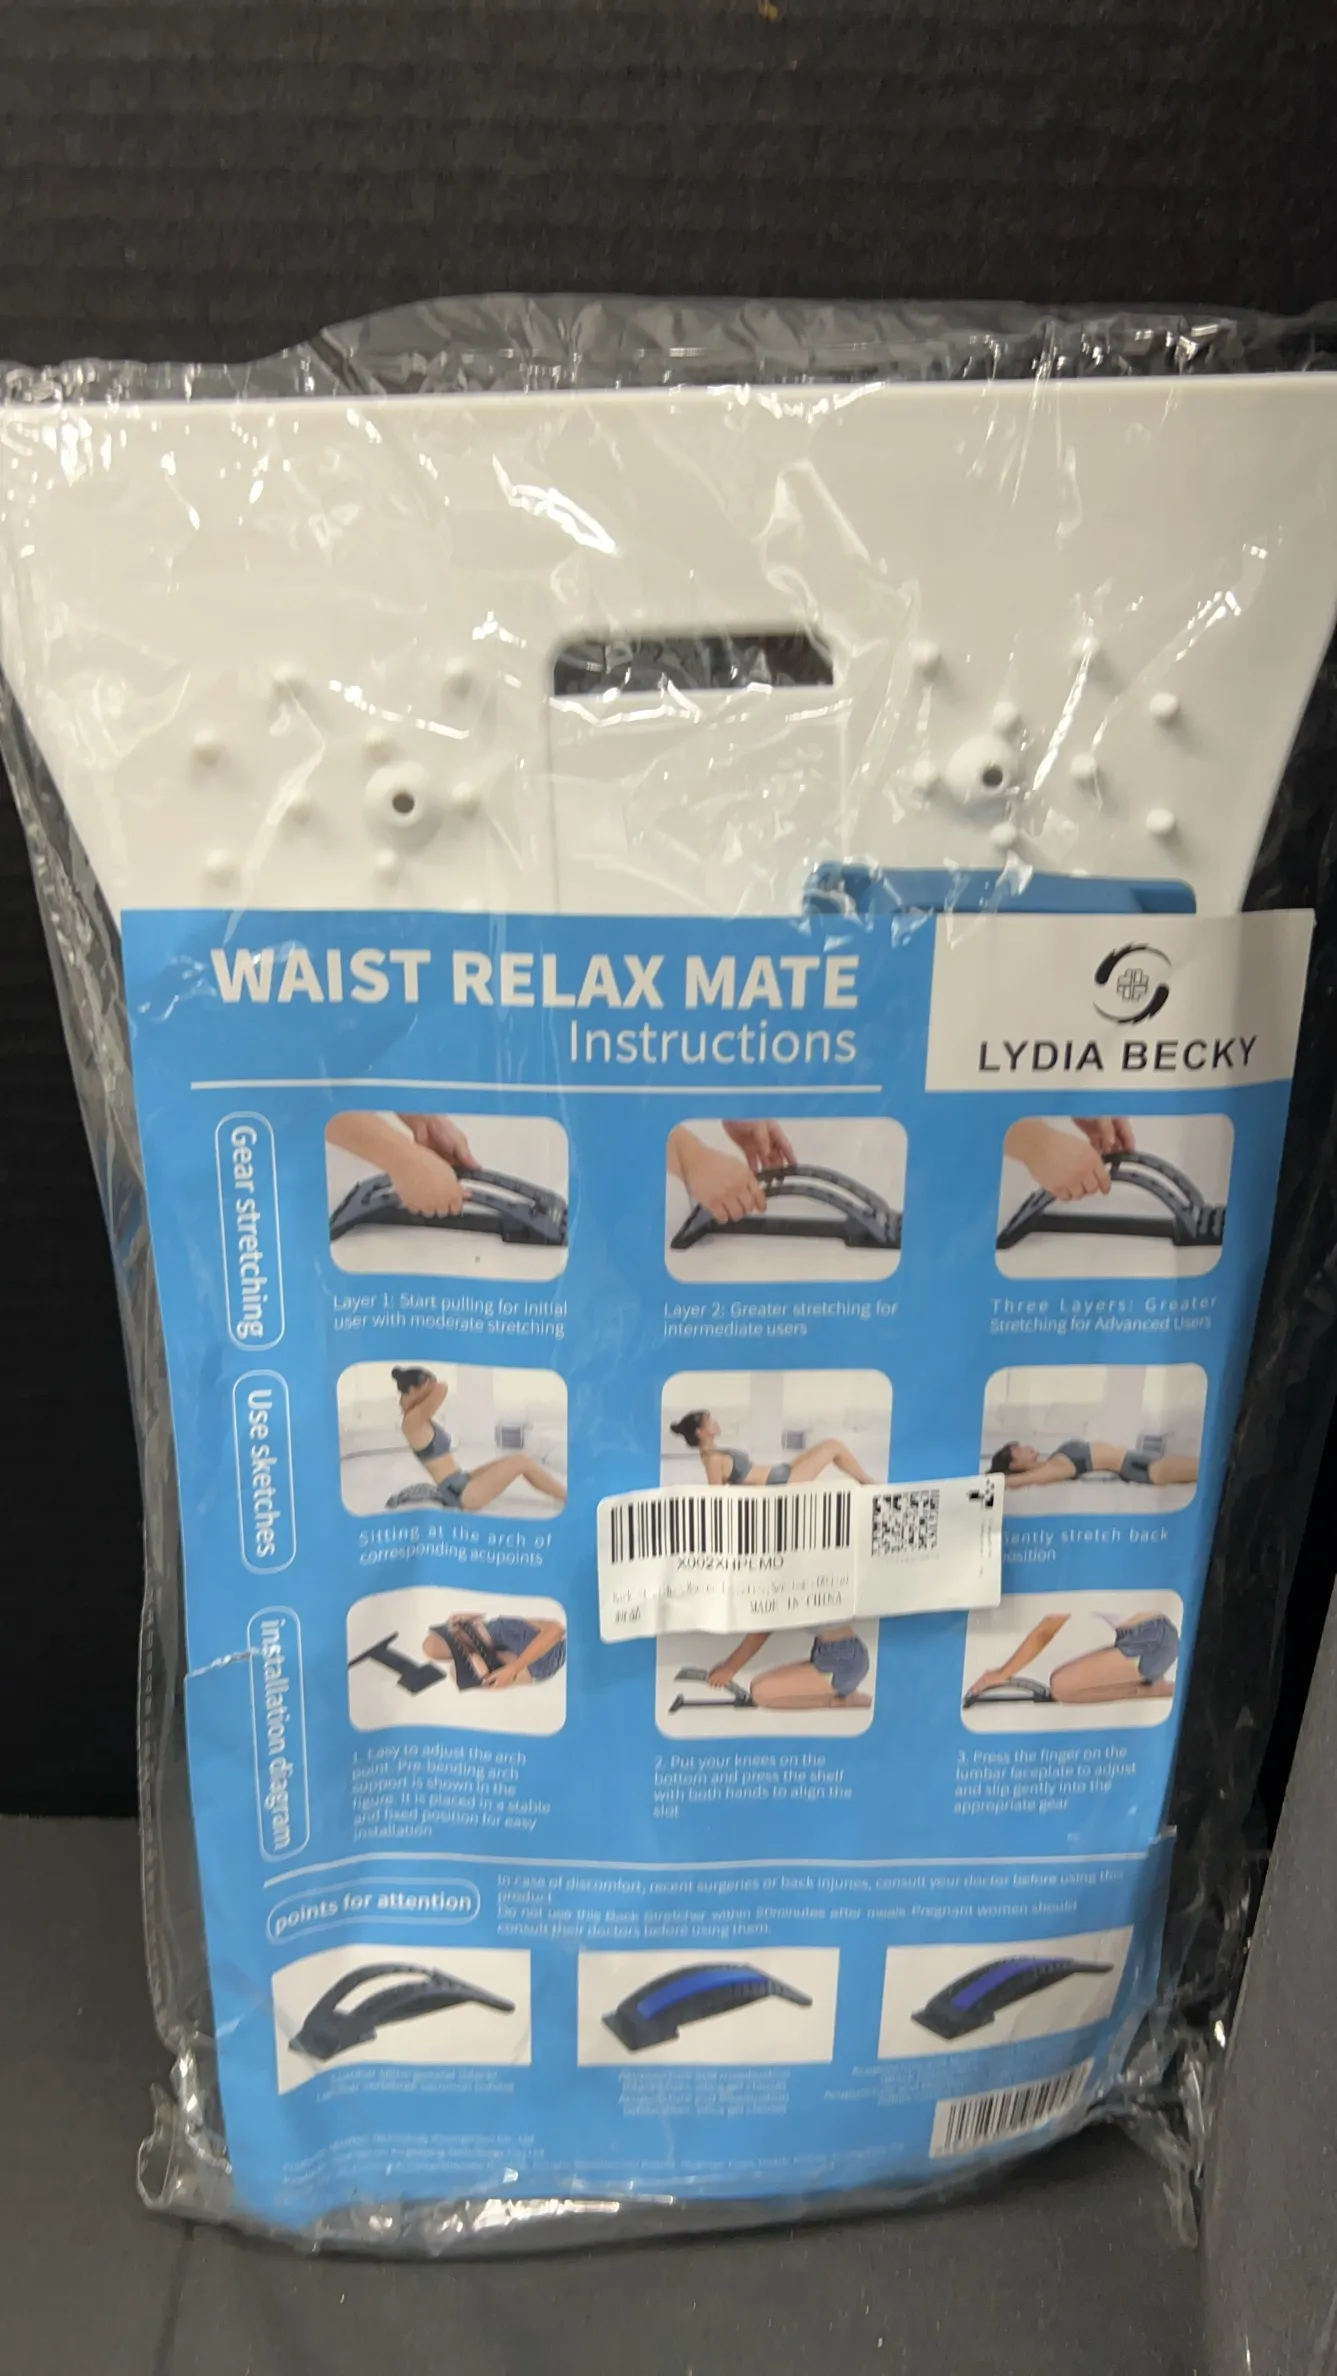 WAIST RELAX MATE
Instructions
LYDIA BECKY
Gear stretching
Layer 1: Start pulling for initial
user with moderate stretching
Layer 2: Greater stretching for
intermediate users
Three Layers: Greater
Stretching for Advanced Users
Use sketches
Sitting at the arch of
corresponding acupoints
Gently stretch back
position
X002XHPLMD
MADE IN CHINA
installation diagram
1. Easy to adjust the arch
point. Pre-bending arch
support is shown in the
figure. It is placed in a stable
and fixed position for easy
installation
2. Put your knees on the
bottom and press the shelf
with both hands to align the
slot
3. Press the finger on the
lumbar faceplate to adjust
and slip gently into the
appropriate gear
points for attention
In case of discomfort, recent surgeries or back injuries, consult your doctor before using this
product
Do not use this Back Stretcher within 20minutes after meals. Pregnant women should
consult their doctors before using them.